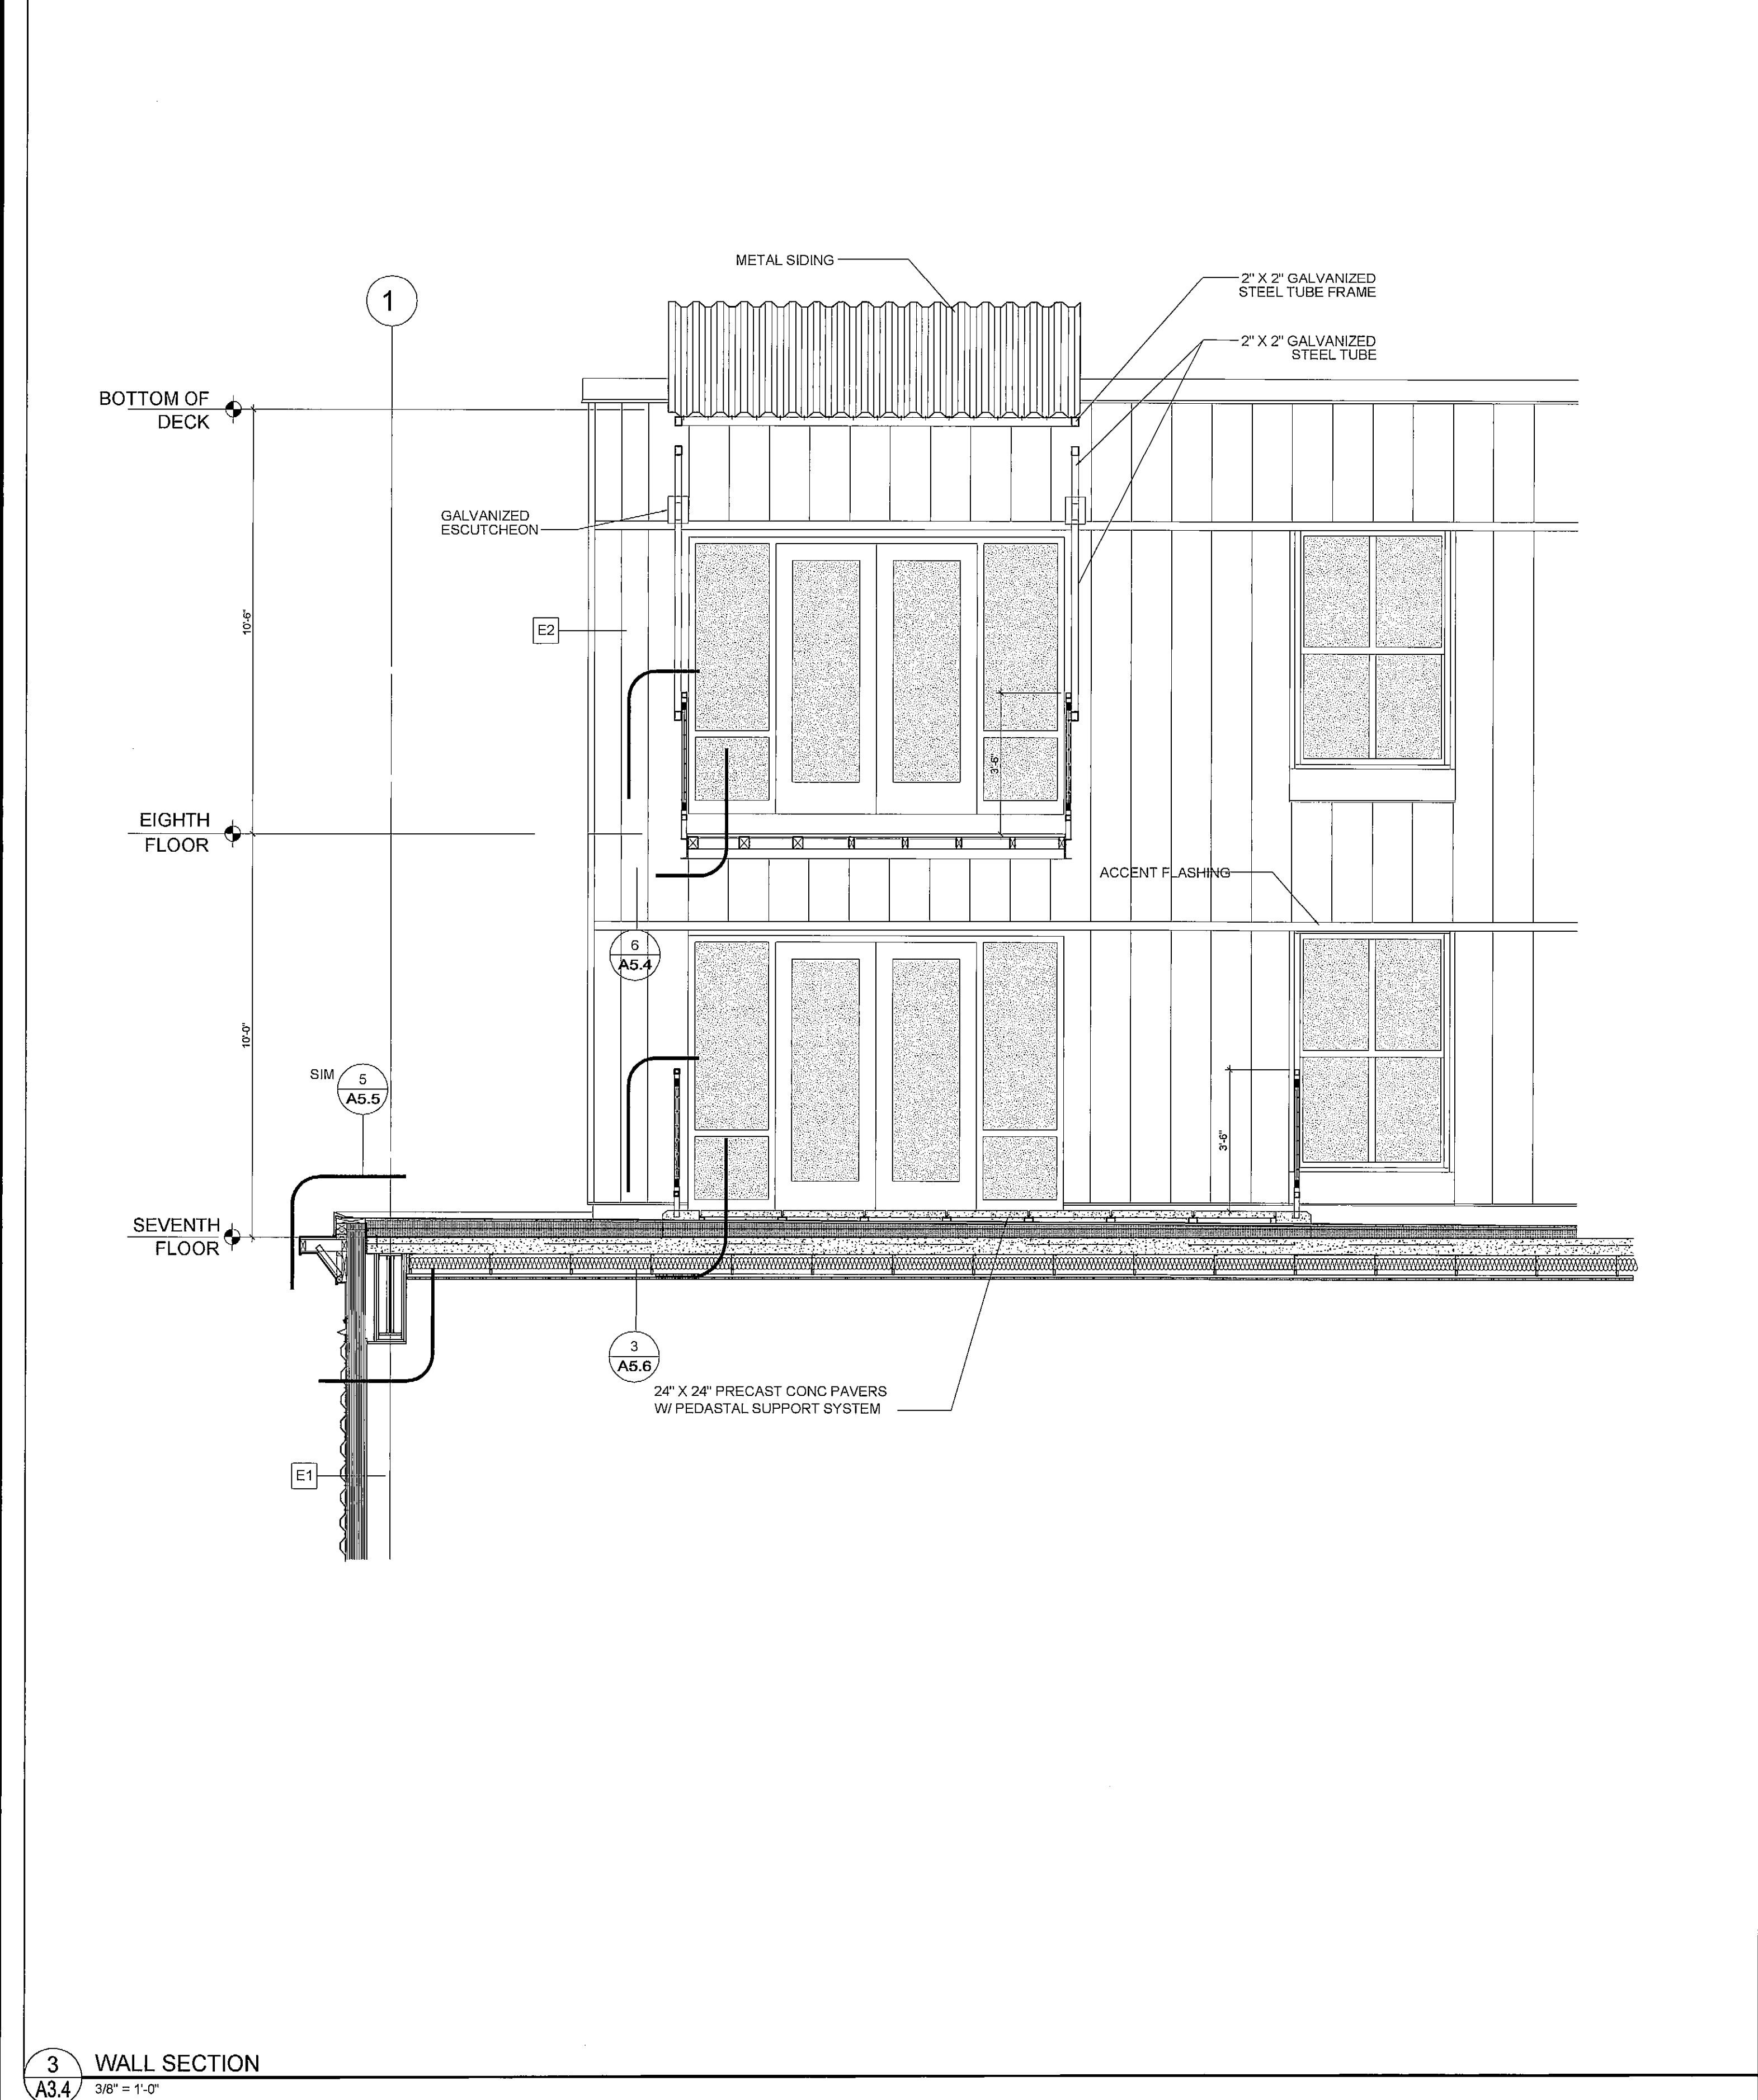 METAL SIDING
2" X 2" GALVANIZED
STEEL TUBE FRAME
1
2" X 2" GALVANIZED
STEEL TUBE
BOTTOM OF
DECK
GALVANIZED
ESCUTCHEON
10'-6"
E2
3'-6"
EIGHTH
FLOOR
ACCENT FLASHING
6
A5.4
10'-0"
SIM
5
A5.5
3'-6"
SEVENTH
FLOOR
3
A5.6
24" X 24" PRECAST CONC PAVERS
W/ PEDASTAL SUPPORT SYSTEM
E1
3
WALL SECTION
A3.4
3/8" = 1'-0"